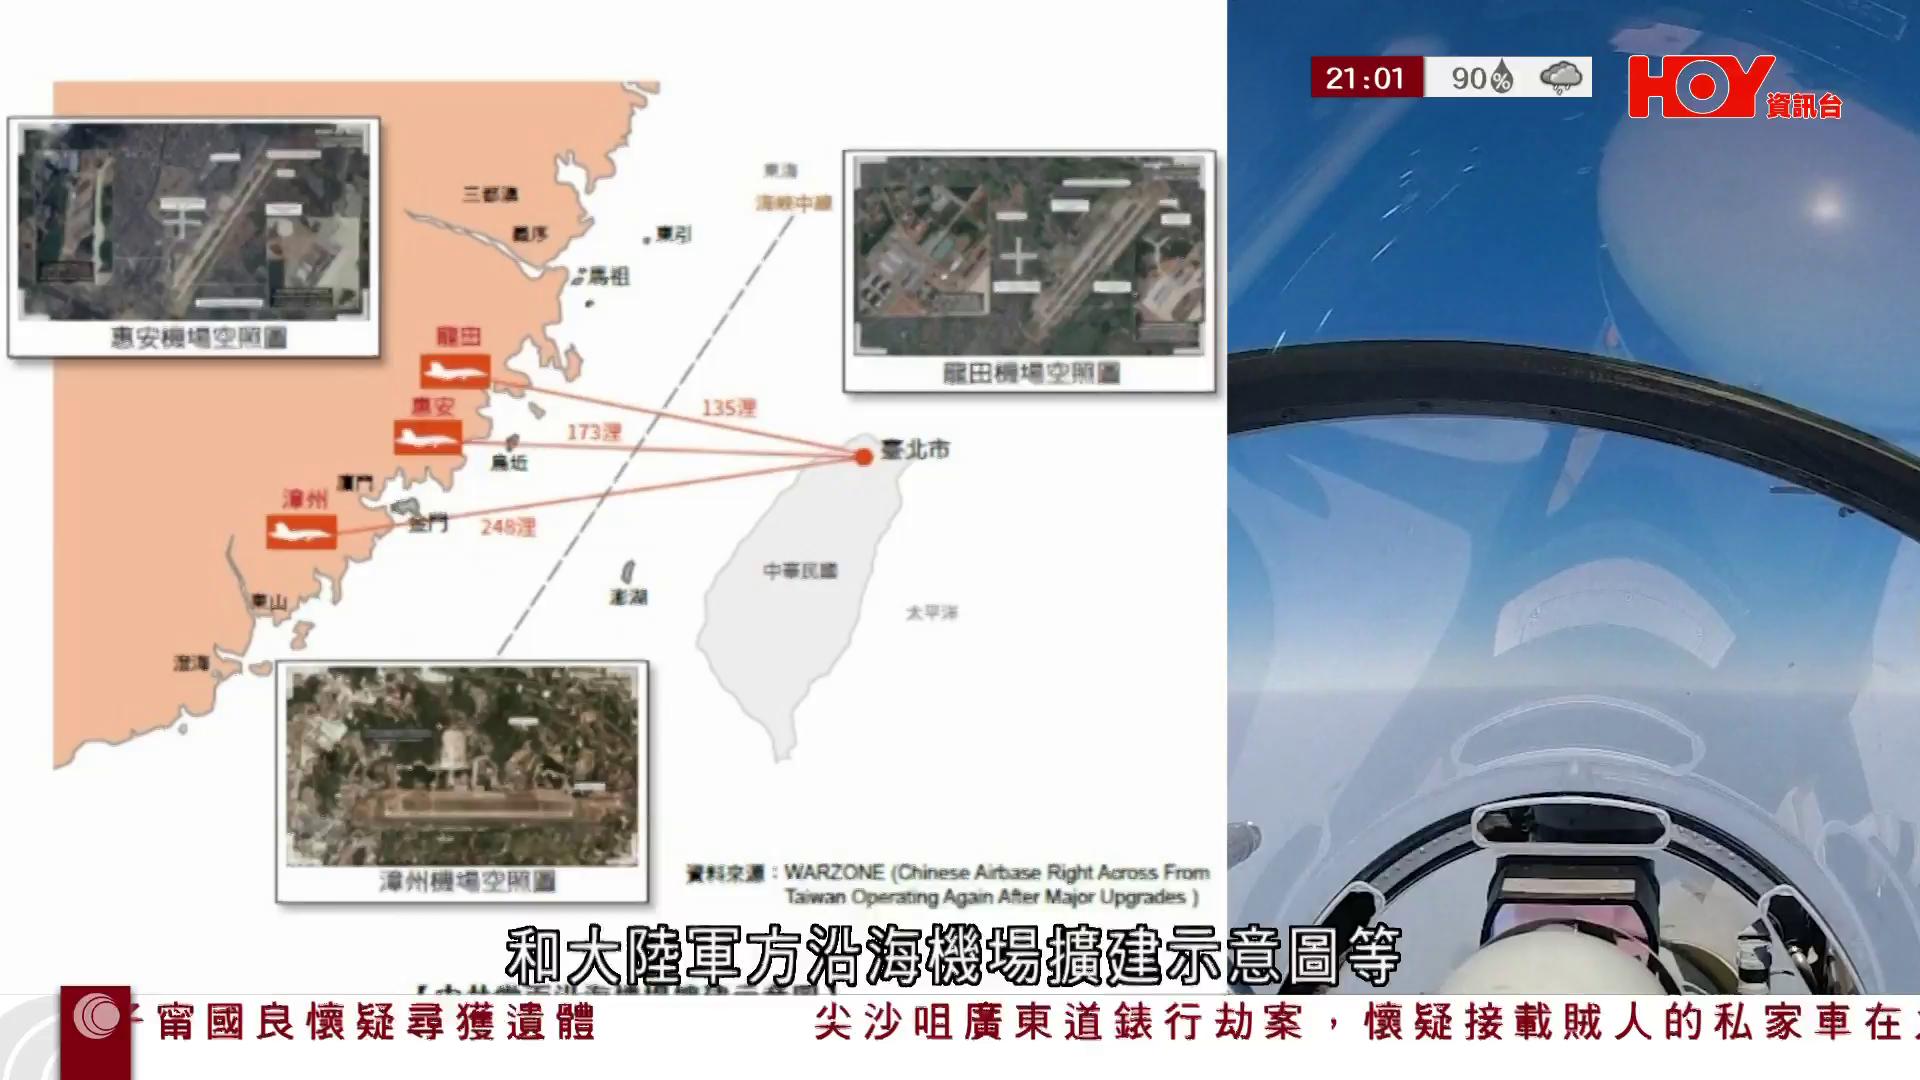 21:01
90%
HOY
資訊台
東海
海峽中線
三都澳
義序
東引
馬祖
惠安機場空照圖
龍田
龍田機場空照圖
惠安
135浬
173浬
臺北市
烏坵
廈門
漳州
金門
248浬
中華民國
澎湖
東山
太平洋
澄海
漳州機場空照圖
資料來源：WARZONE (Chinese Airbase Right Across From
Taiwan Operating Again After Major Upgrades )
和大陸軍方沿海機場擴建示意圖等
甯國良懷疑尋獲遺體
尖沙咀廣東道錶行劫案，懷疑接載賊人的私家車在